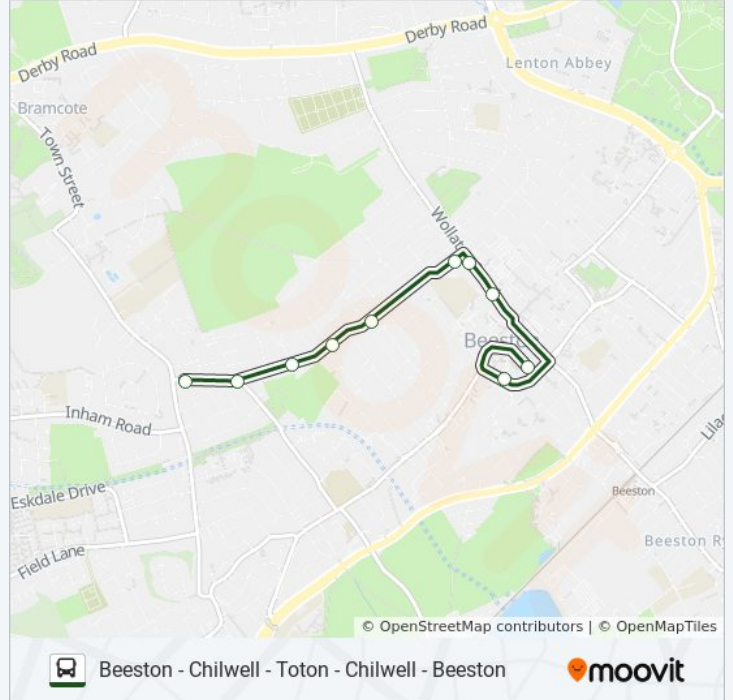 Derby Road
Derby Road
Lenton Abbey
Bramcote
Town Street
Wollat
Beesto
Inham Road
Eskdale Drive
Field Lane
Lilac
Beeston
Beeston R
© OpenStreetMap contributors | © OpenMapTiles
Beeston - Chilwell - Toton - Chilwell - Beeston
moovit